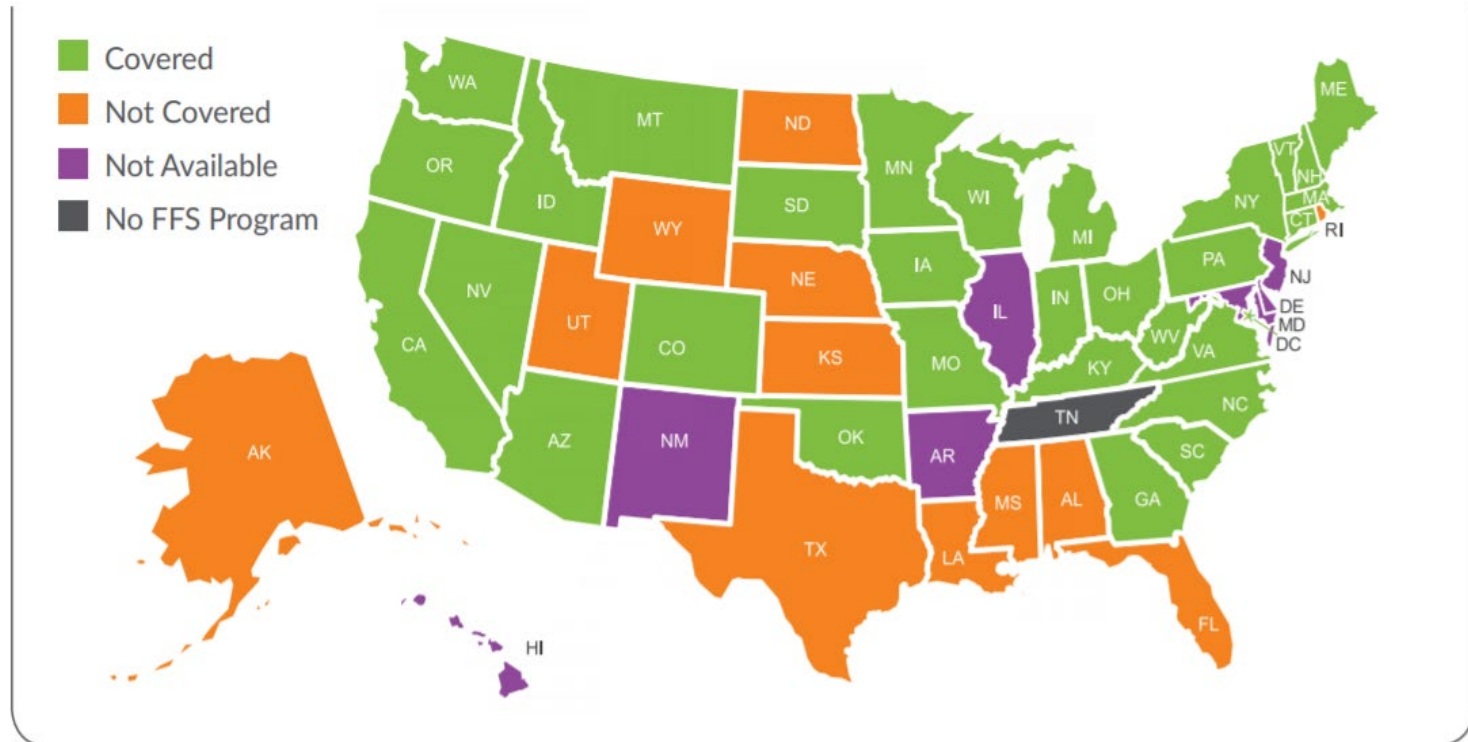 Covered
Not Covered
Not Available
No FFS Program
WA
OR
CA
NV
ID
MT
WY
UT
AZ
CO
NM
ND
SD
NE
KS
OK
TX
MN
IA
MO
AR
LA
WI
IL
MI
IN
OH
KY
TN
MS
AL
GA
FL
SC
NC
VA
WV
PA
NY
VT
NH
MA
CT
RI
ME
NJ
DE
MD
DC
AK
HI